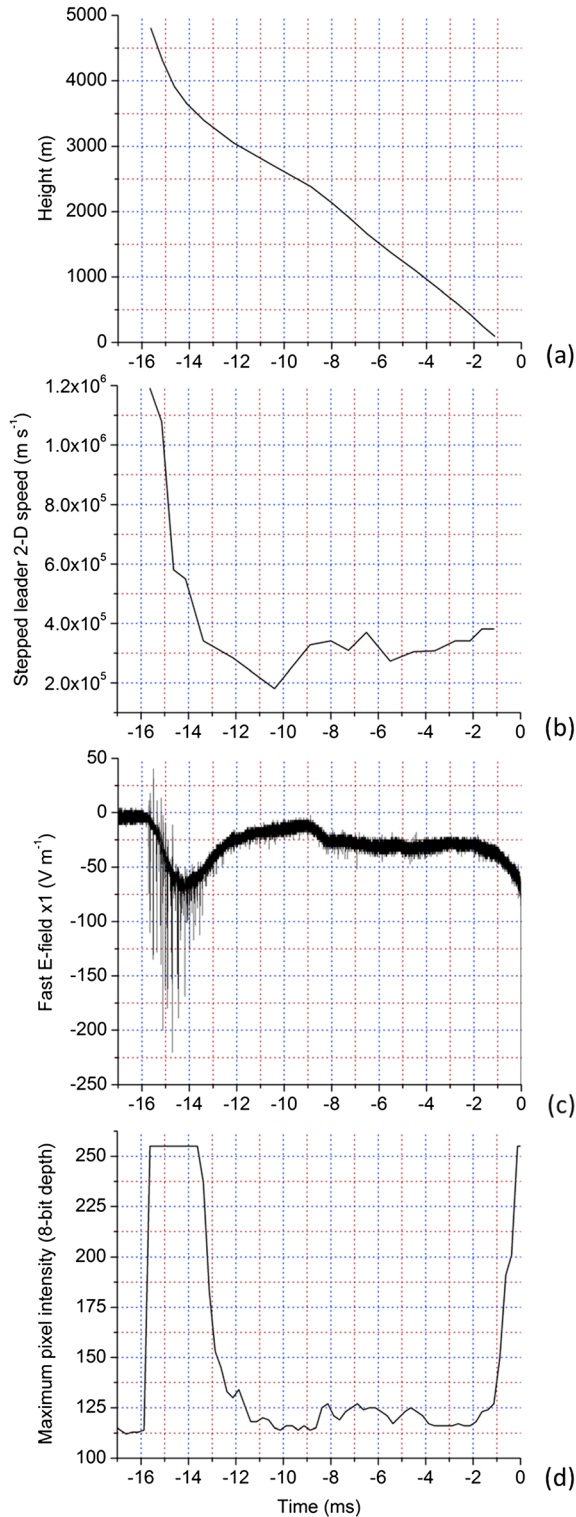 5000
4000
3000
2000
1000
0
Height (m)
-16 -14 -12 -10 -8 -6 -4 -2 0
(a)
1.2x10⁶
1.0x10⁶
8.0x10⁵
6.0x10⁵
4.0x10⁵
2.0x10⁵
Stepped leader 2-D speed (m s⁻¹)
-16 -14 -12 -10 -8 -6 -4 -2 0
(b)
50
0
-50
-100
-150
-200
-250
Fast E-field x1 (V m⁻¹)
-16 -14 -12 -10 -8 -6 -4 -2 0
(c)
250
225
200
175
150
125
100
Maximum pixel intensity (8-bit depth)
-16 -14 -12 -10 -8 -6 -4 -2 0
Time (ms)
(d)